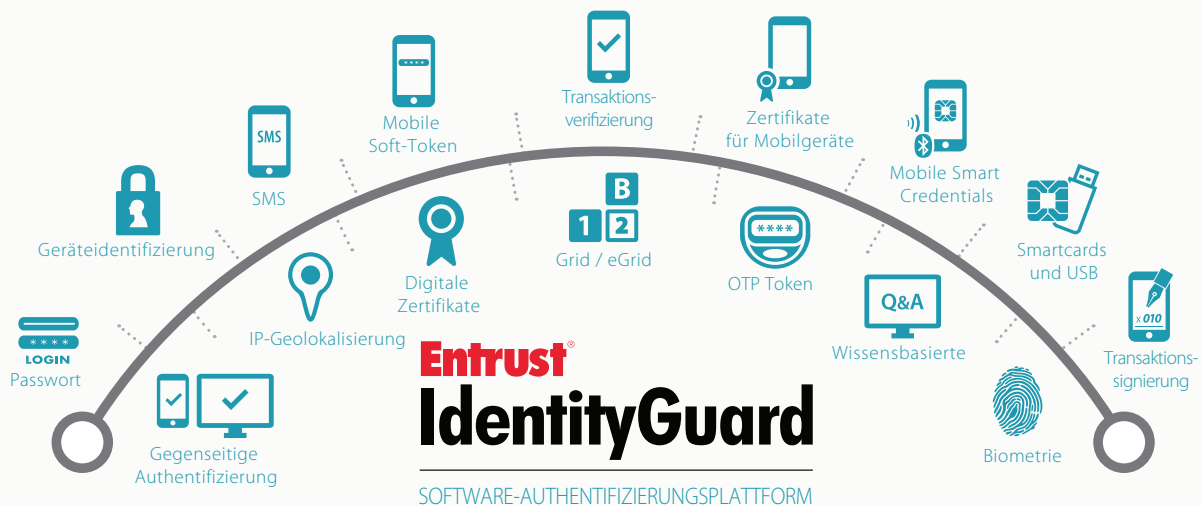 Transaktions-
verifizierung
Zertifikate
für Mobilgeräte
Mobile
Soft-Token
SMS
SMS
Mobile Smart
Credentials
Geräteidentifizierung
Smartcards
und USB
B
1 2
Grid / eGrid
****
OTP Token
Digitale
Zertifikate
IP-Geolokalisierung
Q&A
Wissensbasierte
x 010
Transaktions-
signierung
****
LOGIN
Passwort
Gegenseitige
Authentifizierung
Biometrie
Entrust®
IdentityGuard
SOFTWARE-AUTHENTIFIZIERUNGSPLATTFORM